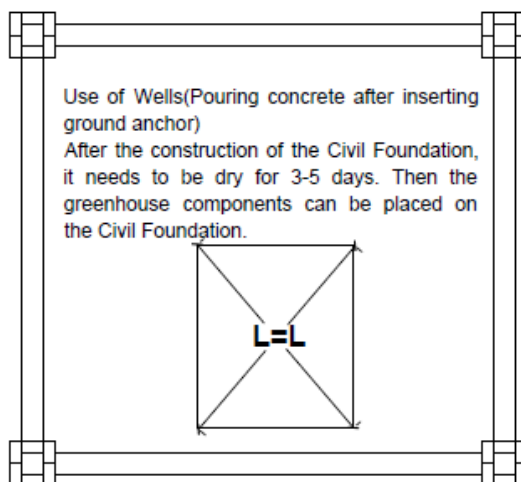 Use of Wells(Pouring concrete after inserting
ground anchor)
After the construction of the Civil Foundation,
it needs to be dry for 3-5 days. Then the
greenhouse components can be placed on
the Civil Foundation.
L=L